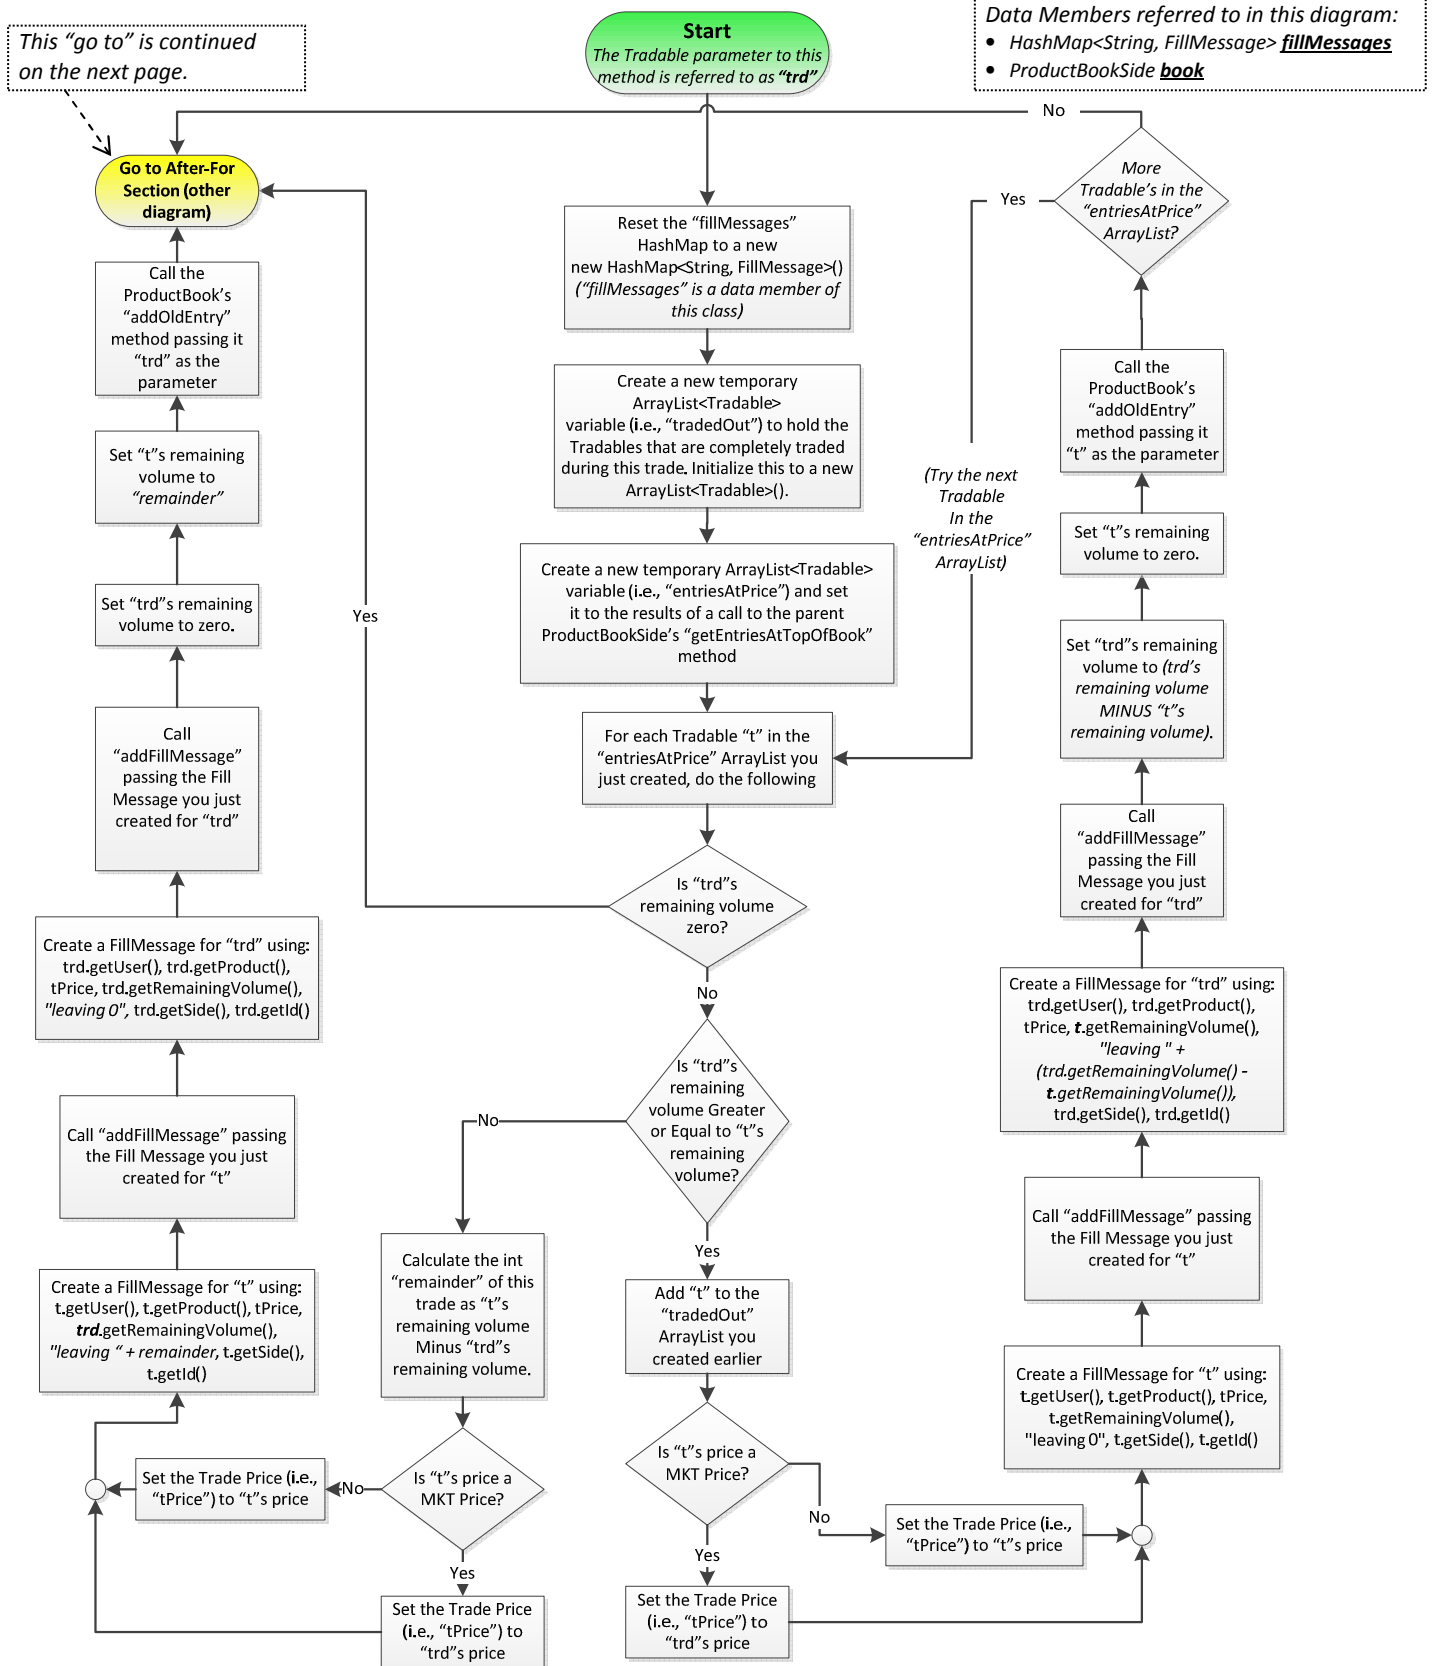 This “go to” is continued
on the next page.
Start
The Tradable parameter to this
method is referred to as “trd”
Data Members referred to in this diagram:
• HashMap<String, FillMessage> fillMessages
• ProductBookSide book
No
Go to After-For
Section (other
diagram)
More
Tradable’s in the
“entriesAtPrice”
ArrayList?
Yes
Reset the “fillMessages”
HashMap to a new
new HashMap<String, FillMessage>()
(“fillMessages” is a data member of
this class)
Call the
ProductBook’s
“addOldEntry”
method passing it
“trd” as the
parameter
Create a new temporary
ArrayList<Tradable>
variable (i.e., “tradedOut”) to hold the
Tradables that are completely traded
during this trade. Initialize this to a new
ArrayList<Tradable>().
Call the
ProductBook’s
“addOldEntry”
method passing it
“t” as the parameter
Set “t”s remaining
volume to
“remainder”
(Try the next
Tradable
In the
“entriesAtPrice”
ArrayList)
Set “t”s remaining
volume to zero.
Create a new temporary ArrayList<Tradable>
variable (i.e., “entriesAtPrice”) and set
it to the results of a call to the parent
ProductBookSide’s “getEntriesAtTopOfBook”
method
Set “trd”s remaining
volume to zero.
Yes
Set “trd”s remaining
volume to (trd’s
remaining volume
MINUS “t”s
remaining volume).
Call
“addFillMessage”
passing the Fill
Message you just
created for “trd”
For each Tradable “t” in the
“entriesAtPrice” ArrayList you
just created, do the following
Call
“addFillMessage”
passing the Fill
Message you just
created for “trd”
Is “trd”s
remaining volume
zero?
Create a FillMessage for “trd” using:
trd.getUser(), trd.getProduct(),
tPrice, trd.getRemainingVolume(),
"leaving 0", trd.getSide(), trd.getId()
No
Create a FillMessage for “trd” using:
trd.getUser(), trd.getProduct(),
tPrice, t.getRemainingVolume(),
"leaving " +
(trd.getRemainingVolume() -
t.getRemainingVolume()),
trd.getSide(), trd.getId()
Is “trd”s
remaining
volume Greater
or Equal to “t”s
remaining
volume?
No
Call “addFillMessage” passing
the Fill Message you just
created for “t”
Call “addFillMessage” passing
the Fill Message you just
created for “t”
Yes
Calculate the int
“remainder” of this
trade as “t”s
remaining volume
Minus “trd”s
remaining volume.
Create a FillMessage for “t” using:
t.getUser(), t.getProduct(), tPrice,
trd.getRemainingVolume(),
"leaving “ + remainder, t.getSide(),
t.getId()
Add “t” to the
“tradedOut”
ArrayList you
created earlier
Create a FillMessage for “t” using:
t.getUser(), t.getProduct(), tPrice,
t.getRemainingVolume(),
"leaving 0", t.getSide(), t.getId()
Is “t”s price a
MKT Price?
Is “t”s price a
MKT Price?
No
Set the Trade Price (i.e.,
“tPrice”) to “t”s price
No
Set the Trade Price (i.e.,
“tPrice”) to “t”s price
Yes
Yes
Set the Trade Price
(i.e., “tPrice”) to
“trd”s price
Set the Trade Price
(i.e., “tPrice”) to
“trd”s price